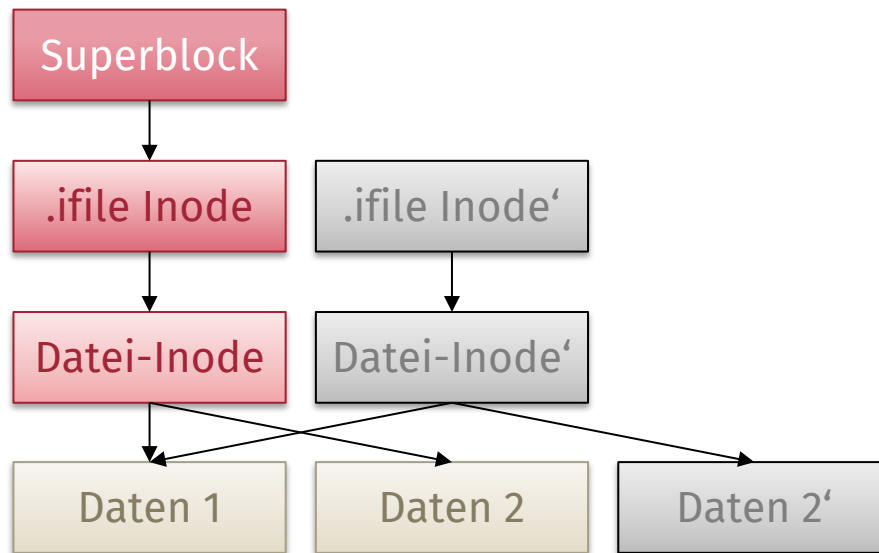 Superblock
.ifile Inode
.ifile Inode‘
Datei-Inode
Datei-Inode‘
Daten 1
Daten 2
Daten 2‘